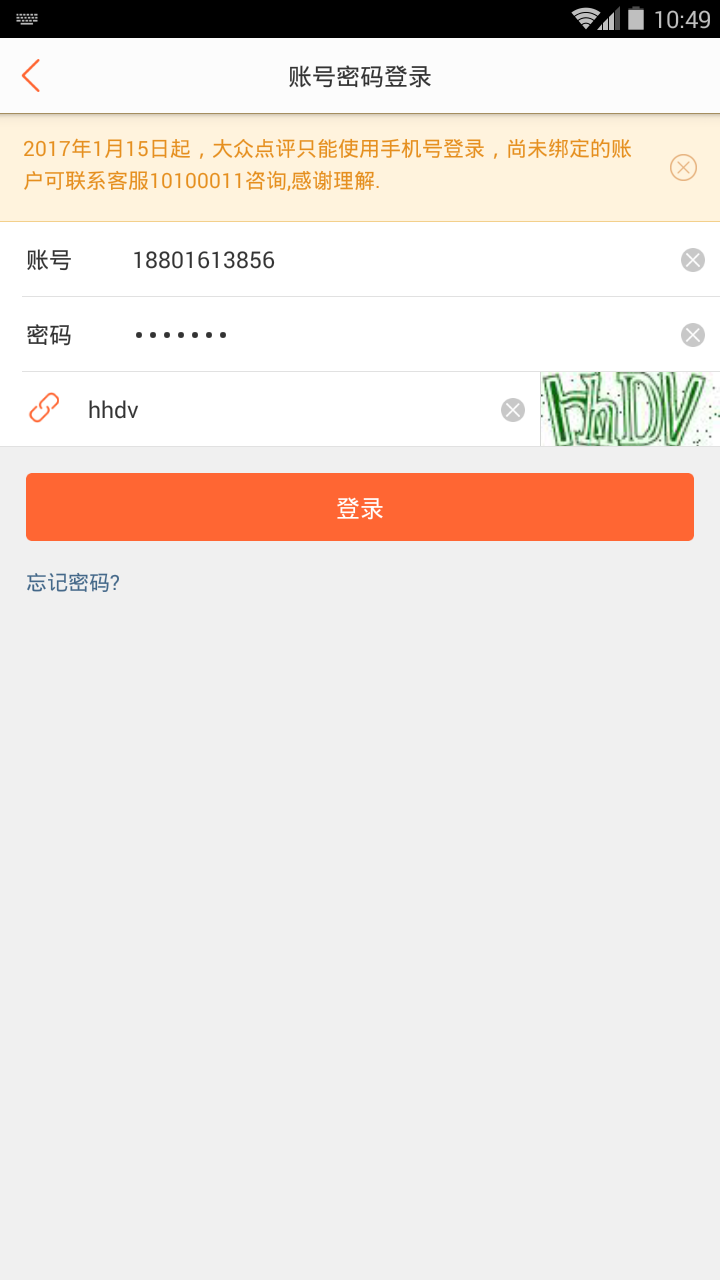 10:49
账号密码登录
2017年1月15日起，大众点评只能使用手机号登录，尚未绑定的账
户可联系客服10100011咨询,感谢理解.
账号 18801613856
密码 •••••••
hhdv hhDV
登录
忘记密码?